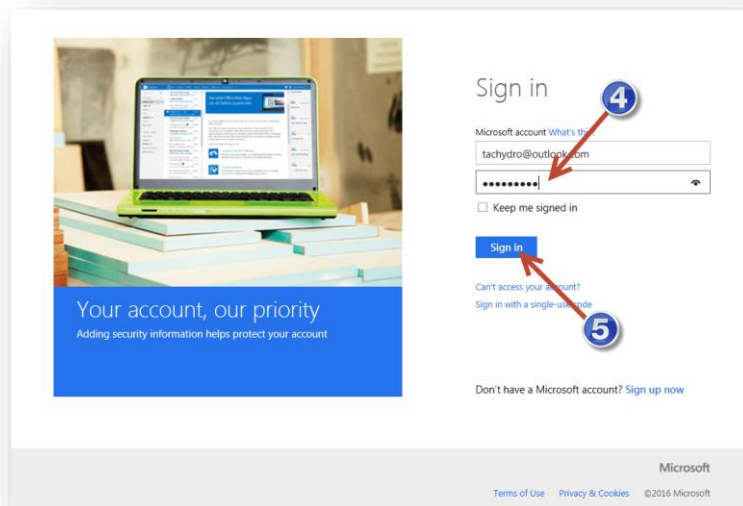 Sign in
4
Microsoft account What's this?
tachydro@outlook.com
Keep me signed in
Sign in
Can't access your account?
Sign in with a single-use code
5
Your account, our priority
Adding security information helps protect your account
Don't have a Microsoft account? Sign up now
Microsoft
Terms of Use Privacy & Cookies ©2016 Microsoft